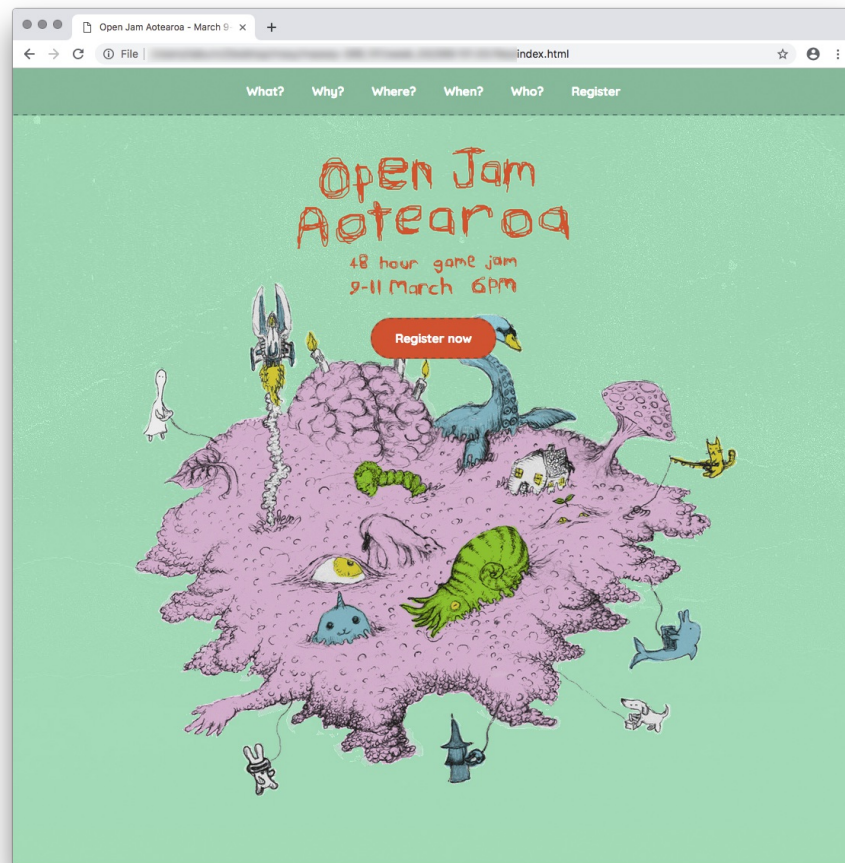 Open Jam Aotearoa - March 9-
File
index.html
What? Why? Where? When? Who? Register
Open Jam
Aotearoa
48 hour game jam
9-11 March 6PM
Register now